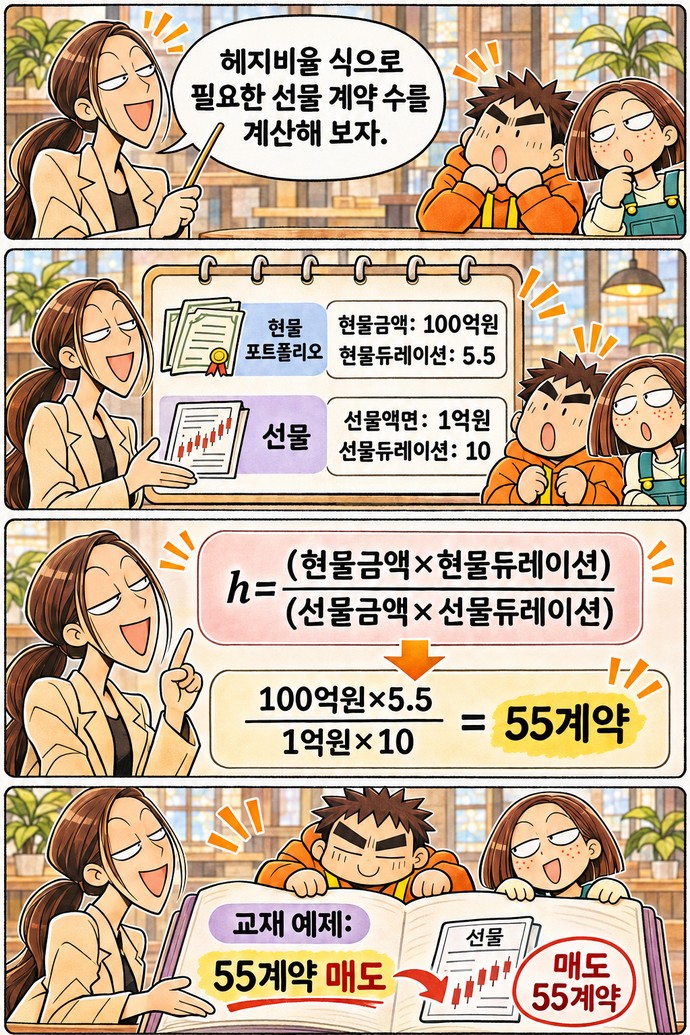 헤지비율 식으로
필요한 선물 계약 수를
계산해 보자.
현물
포트폴리오
현물금액: 100억원
현물듀레이션: 5.5
선물
선물액면: 1억원
선물듀레이션: 10
h=
(현물금액×현물듀레이션)
(선물금액×선물듀레이션)
100억원×5.5
1억원×10
= 55계약
교재 예제:
55계약 매도
선물
매도
55계약